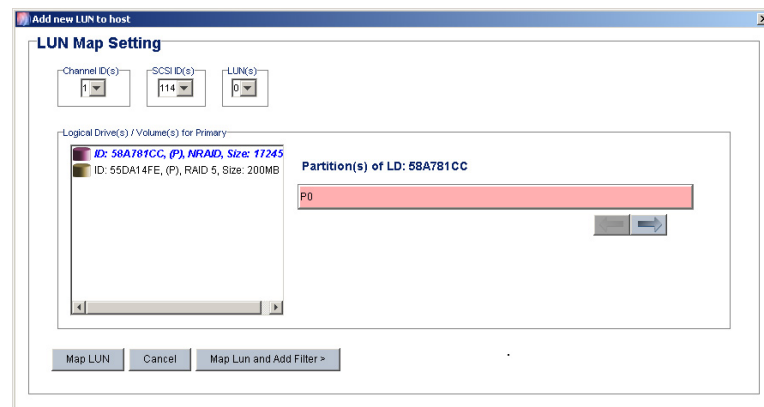 Add new LUN to host
LUN Map Setting
Channel ID(s)
SCSI ID(s)
LUN(s)
1
114
0
Logical Drive(s) / Volume(s) for Primary
ID: 58A781CC, (P), NRAID, Size: 17245
ID: 55DA14FE, (P), RAID 5, Size: 200MB
Partition(s) of LD: 58A781CC
P0
Map LUN
Cancel
Map Lun and Add Filter >